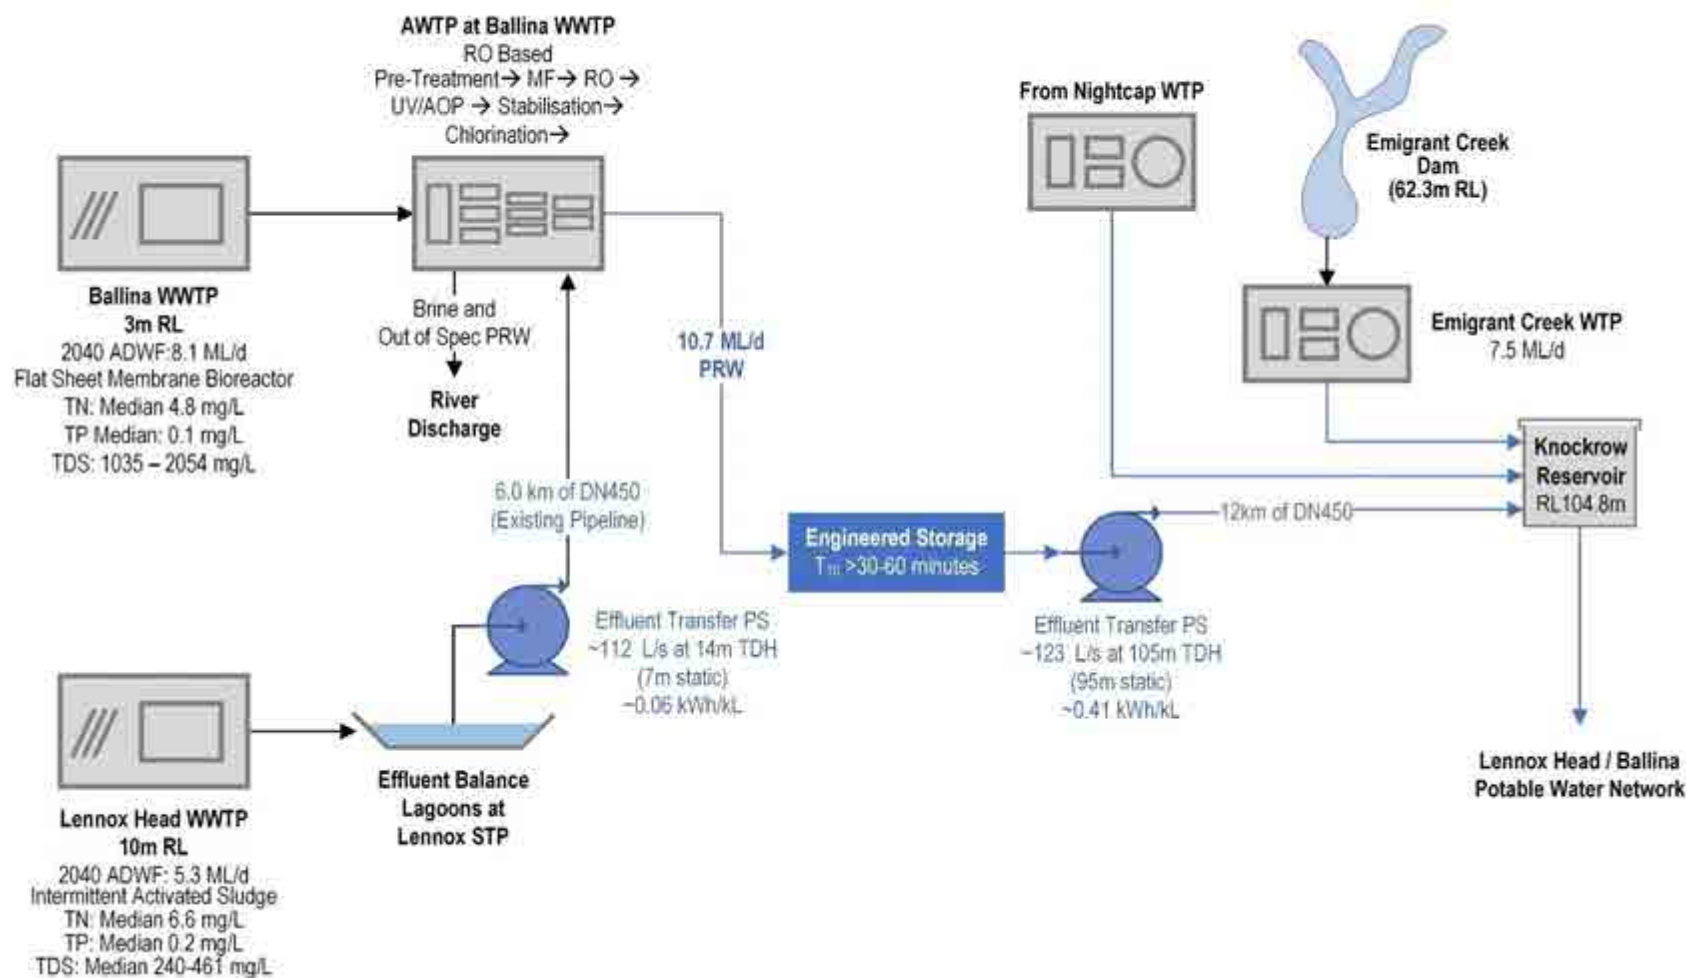 AWTP at Ballina WWTP
RO Based
Pre-Treatment→ MF→ RO →
UV/AOP → Stabilisation→
Chlorination→
From Nightcap WTP
Emigrant Creek
Dam
(62.3m RL)
Ballina WWTP
3m RL
2040 ADWF:8.1 ML/d
Flat Sheet Membrane Bioreactor
TN: Median 4.8 mg/L
TP Median: 0.1 mg/L
TDS: 1035 – 2054 mg/L
Brine and
Out of Spec PRW
River
Discharge
10.7 ML/d
PRW
Emigrant Creek WTP
7.5 ML/d
6.0 km of DN450
(Existing Pipeline)
Knockrow
Reservoir
RL104.8m
Engineered Storage
>30-60 minutes
12km of DN450
Effluent Transfer PS
~112 L/s at 14m TDH
(7m static)
~0.06 kWh/kL
Effluent Transfer PS
~123 L/s at 105m TDH
(95m static)
~0.41 kWh/kL
Effluent Balance
Lagoons at
Lennox STP
Lennox Head / Ballina
Potable Water Network
Lennox Head WWTP
10m RL
2040 ADWF: 5.3 ML/d
Intermittent Activated Sludge
TN: Median 6.6 mg/L
TP: Median 0.2 mg/L
TDS: Median 240-461 mg/L